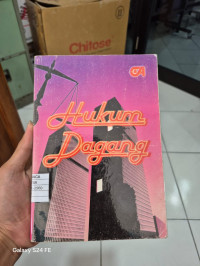 Chitose
Hukum
Dagang
Galaxy S24 FE